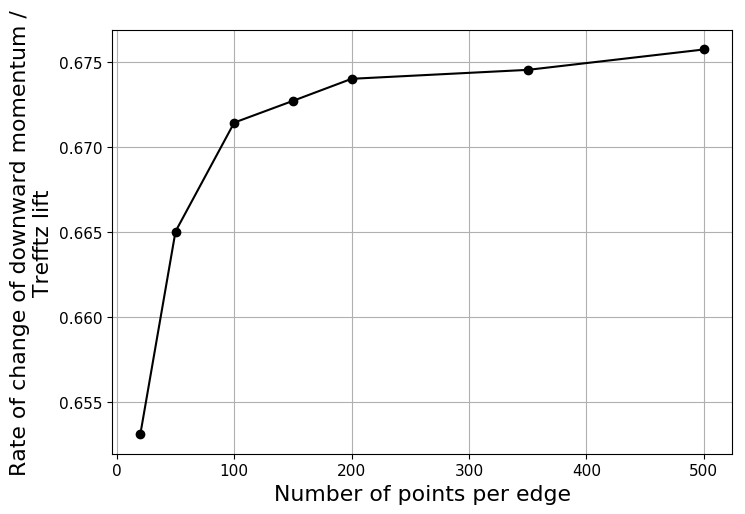 Rate of change of downward momentum /
Trefftz lift
0.675
0.670
0.665
0.660
0.655
0 100 200 300 400 500
Number of points per edge